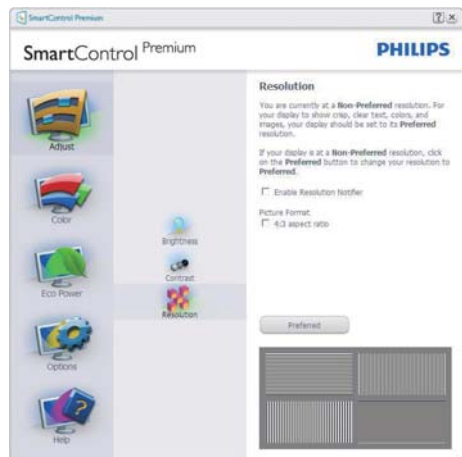 SmartControl Premium
SmartControl Premium
PHILIPS
Adjust
Color
Eco Power
Options
Help
Brightness
Contrast
Resolution
Resolution
You are currently at a Non-Preferred resolution. For
your display to show crisp, clear text, colors, and
images, your display should be set to its Preferred
resolution.
If your display is at a Non-Preferred resolution, click
on the Preferred button to change your resolution to
Preferred.
Enable Resolution Notifier
Picture Format
4:3 aspect ratio
Preferred